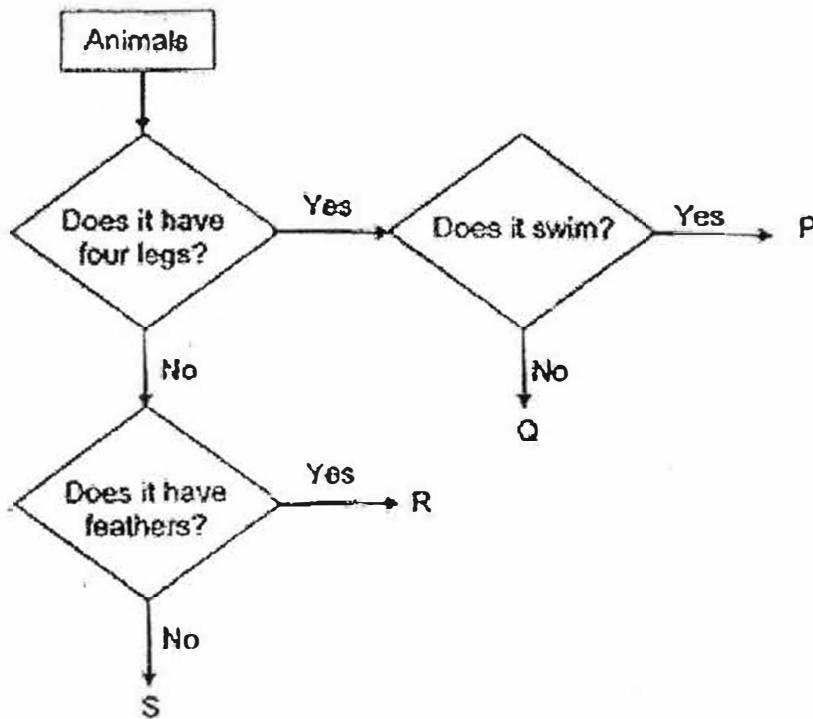 Animals
Does it have
four legs?
Yes
Does it swim?
Yes
P
No
No
Q
Does it have
feathers?
Yes
R
No
S